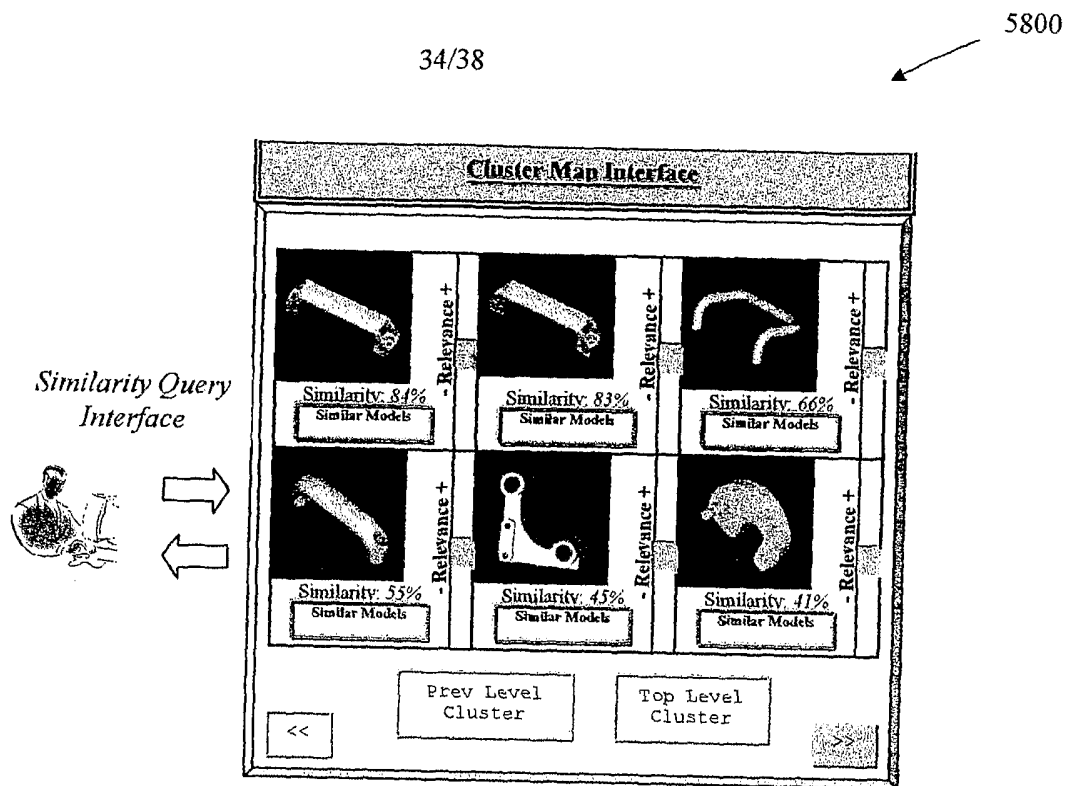 5800
34/38
Cluster Map Interface
- Relevance +
- Relevance +
- Relevance +
Similarity: 84%
Similar Models
Similarity: 83%
Similar Models
Similarity: 66%
Similar Models
Similarity Query
Interface
- Relevance +
- Relevance +
- Relevance +
Similarity: 55%
Similar Models
Similarity: 45%
Similar Models
Similarity: 41%
Similar Models
Prev Level
Cluster
Top Level
Cluster
<<
>>